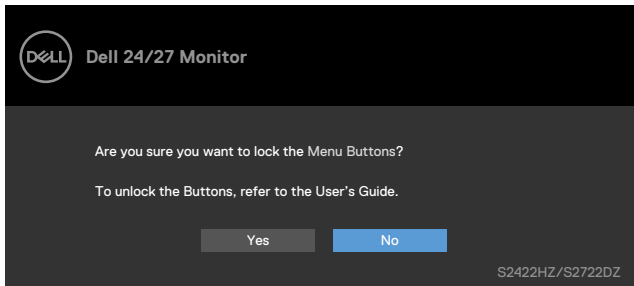 DELL
Dell 24/27 Monitor
Are you sure you want to lock the Menu Buttons?
To unlock the Buttons, refer to the User's Guide.
Yes
No
S2422HZ/S2722DZ